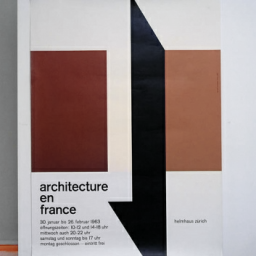 architecture
en
france
30. januar bis 26. februar 1963
öffnungszeiten: 10-12 und 14-18 uhr
mittwoch auch 20-22 uhr
samstag und sonntag bis 17 uhr
montag geschlossen - eintritt frei
helmhaus zürich